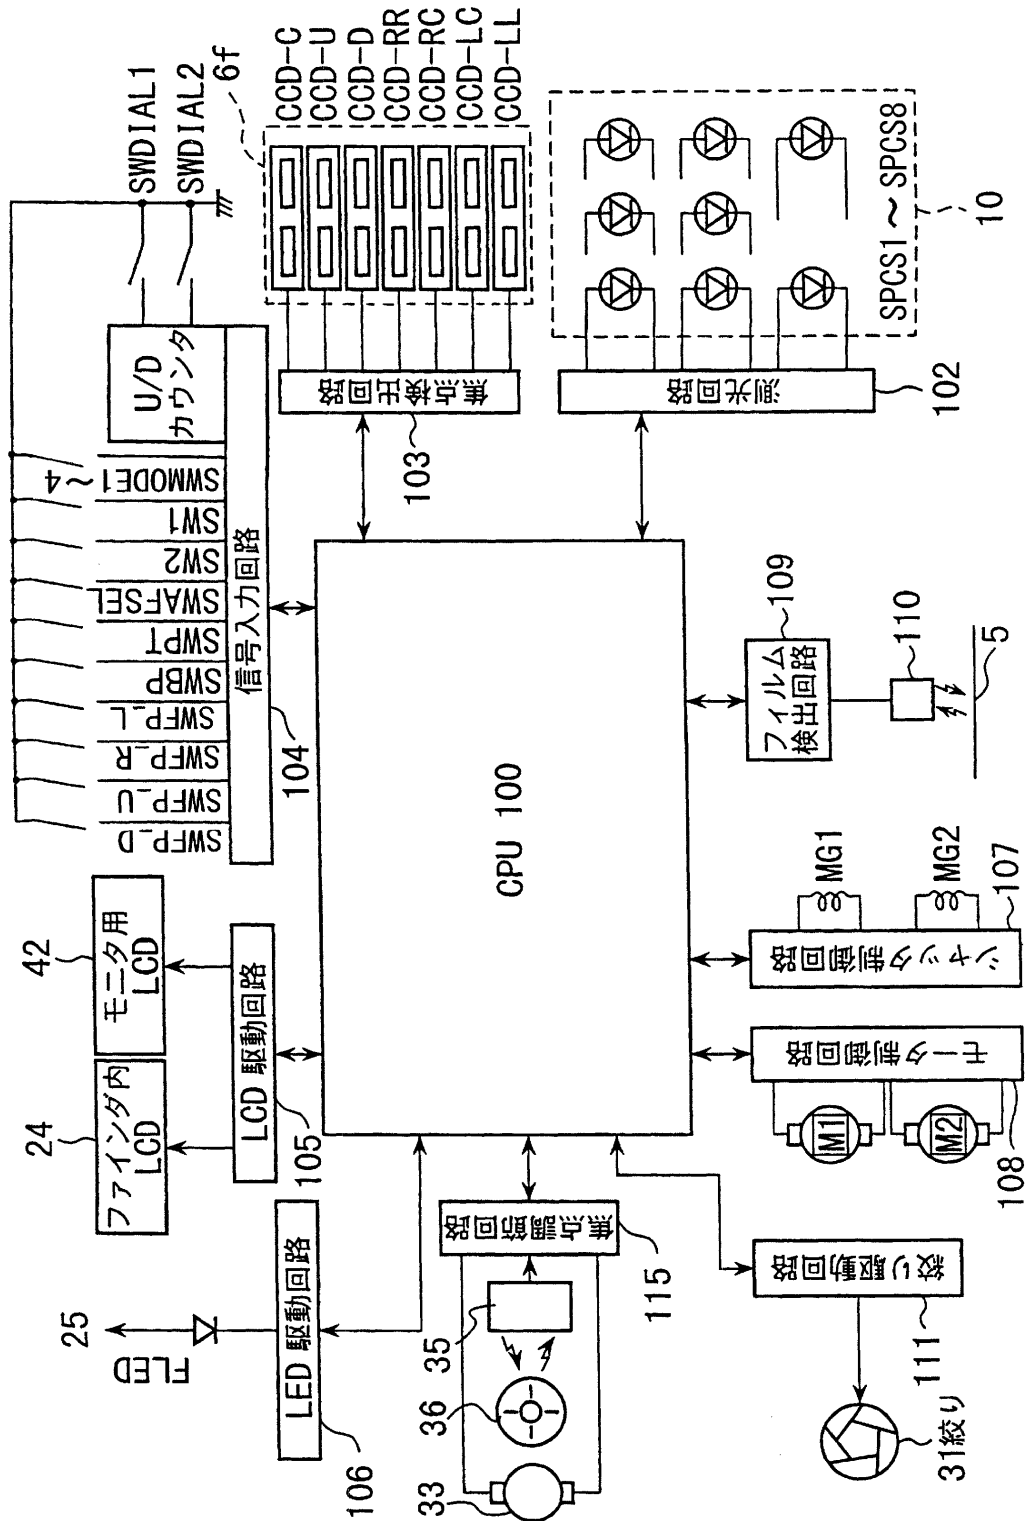 SWDIAL1
SWDIAL2
6f
CCD-C
CCD-U
CCD-D
CCD-RR
CCD-RC
CCD-LC
CCD-LL
SPCS1～SPCS8
10
U/D
カウンタ
焦点検出回路
103
測光回路
102
SWMODE1～4
SW1
SW2
SWAFSEL
SWPT
SWBP
SWFP_L
SWFP_R
SWFP_U
SWFP_D
信号入力回路
104
CPU 100
109
フィルム
検出回路
110
5
42
モニタ用
LCD
24
ファインダ内
LCD
LCD 駆動回路
105
MG1
MG2
シャッタ制御回路
107
モータ制御回路
M1
M2
108
25
FLED
LED 駆動回路
106
焦点調節回路
115
35
36
33
絞り駆動回路
111
31絞り